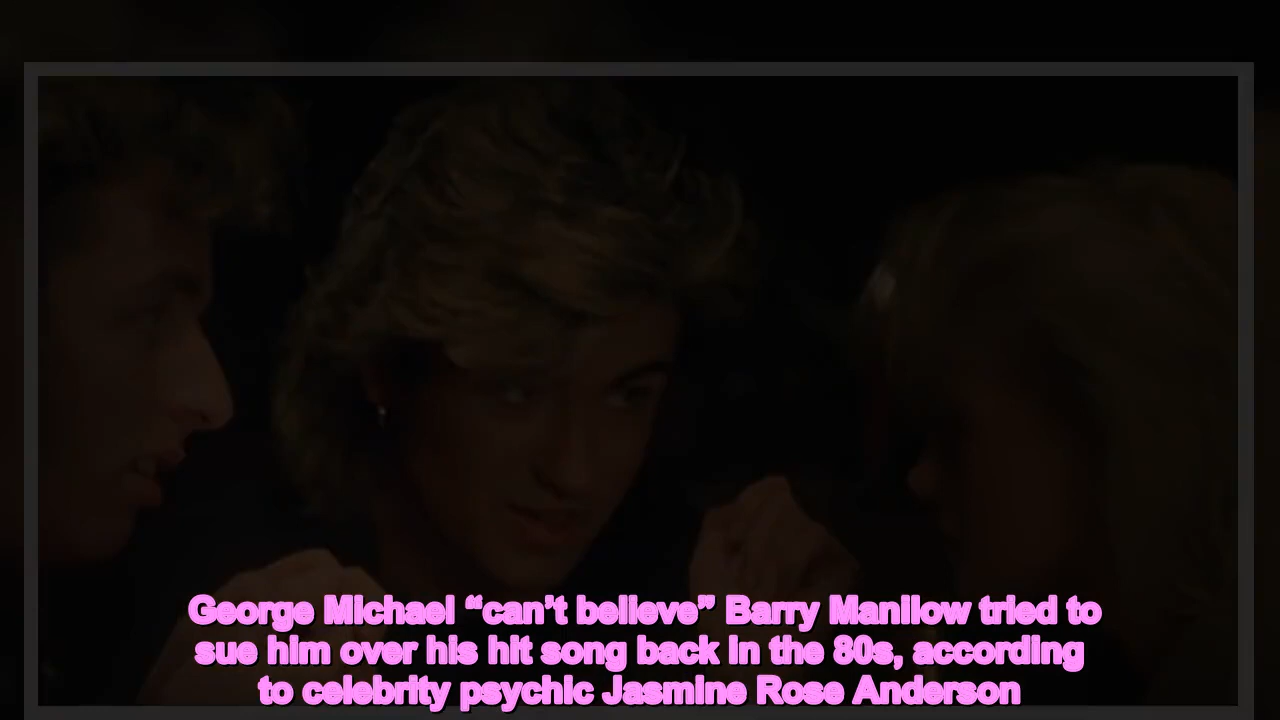 George Michael “can’t believe” Barry Manilow tried to
sue him over his hit song back in the 80s, according
to celebrity psychic Jasmine Rose Anderson